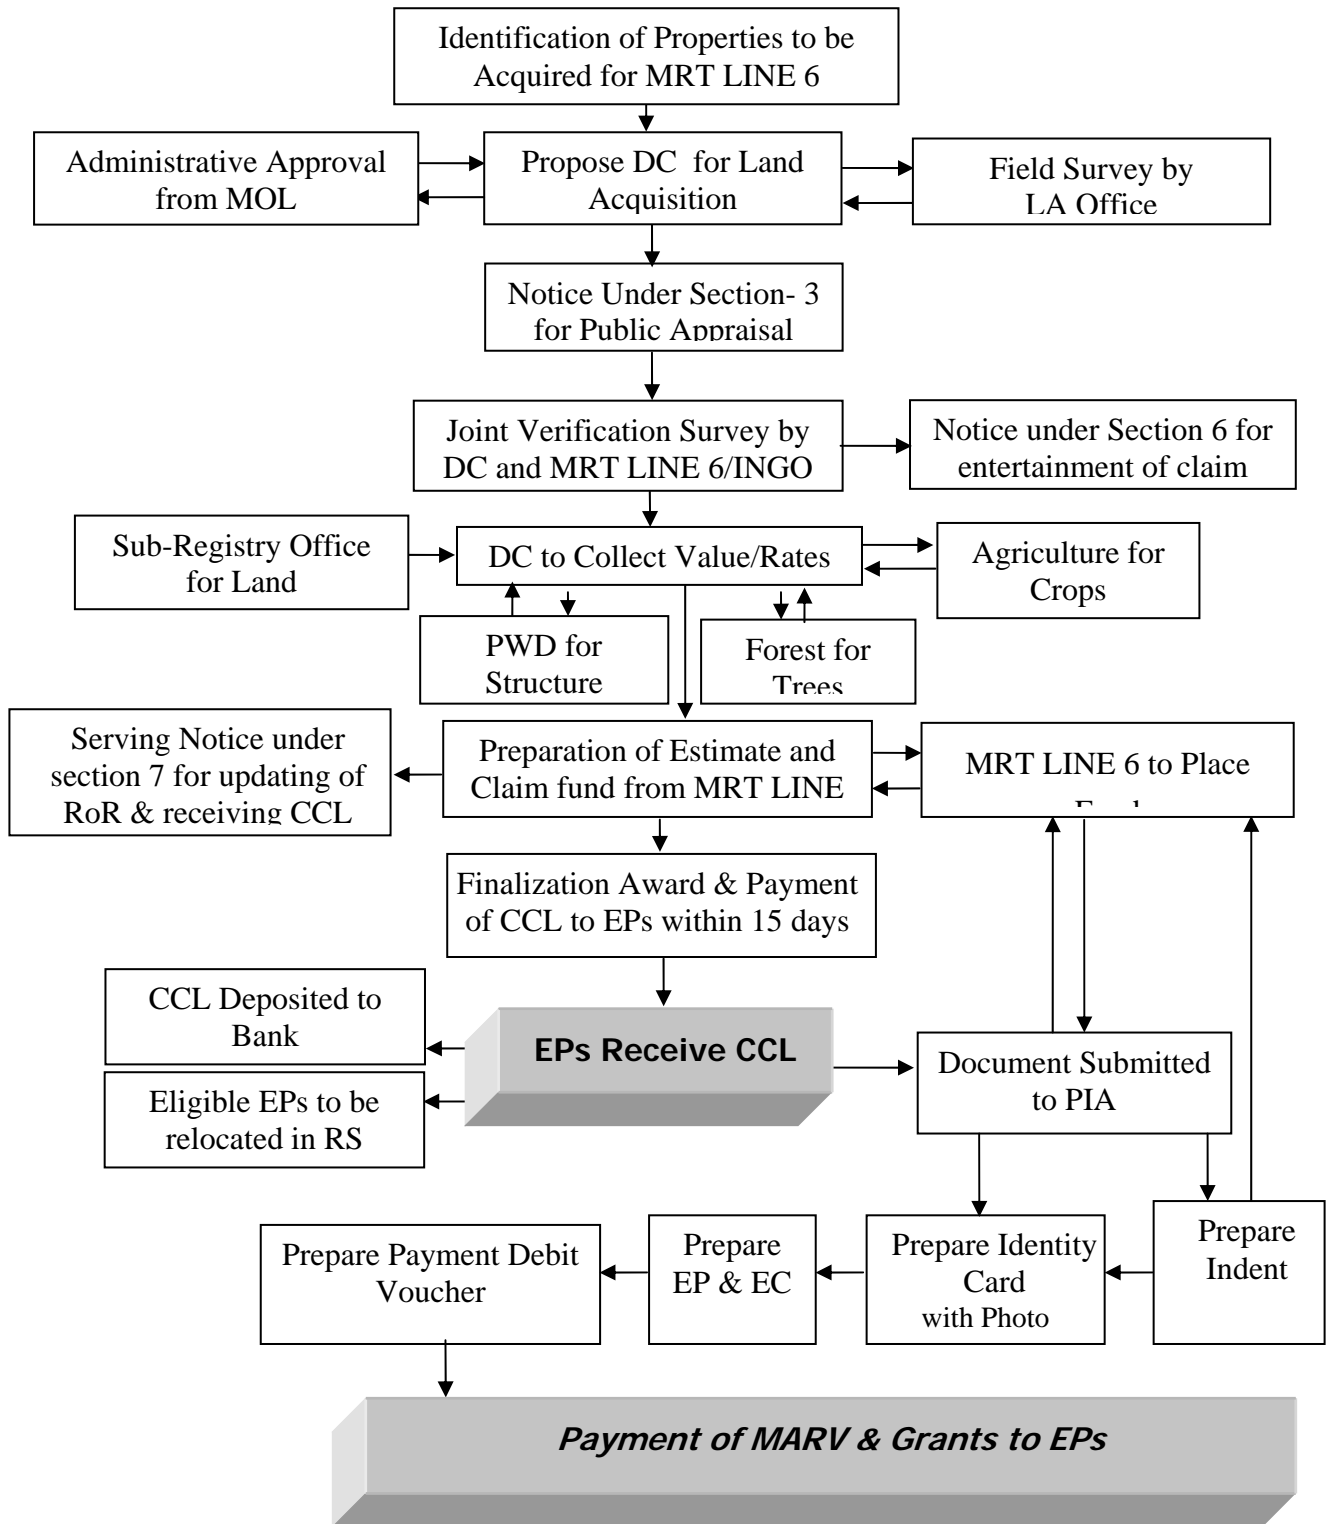 Identification of Properties to be
Acquired for MRT LINE 6
Administrative Approval
from MOL
Propose DC for Land
Acquisition
Field Survey by
LA Office
Notice Under Section- 3
for Public Appraisal
Joint Verification Survey by
DC and MRT LINE 6/INGO
Notice under Section 6 for
entertainment of claim
Sub-Registry Office
for Land
DC to Collect Value/Rates
Agriculture for
Crops
PWD for
Structure
Forest for
Trees
Serving Notice under
section 7 for updating of
RoR & receiving CCL
Preparation of Estimate and
Claim fund from MRT LINE
MRT LINE 6 to Place
Finalization Award & Payment
of CCL to EPs within 15 days
CCL Deposited to
Bank
EPs Receive CCL
Document Submitted
to PIA
Eligible EPs to be
relocated in RS
Prepare Payment Debit
Voucher
Prepare
EP & EC
Prepare Identity
Card
with Photo
Prepare
Indent
Payment of MARV & Grants to EPs